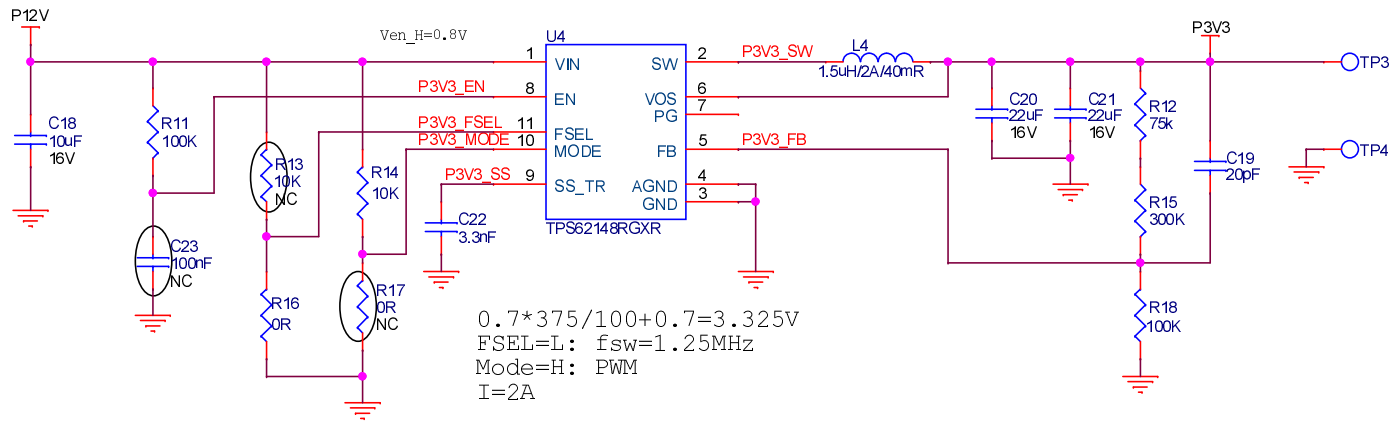 P12V
Ven_H=0.8V
U4
P3V3
1
VIN
SW
2
P3V3_SW
L4
1.5uH/2A/40mR
TP3
P3V3_EN
8
EN
VOS
6
PG
7
C18
10uF
16V
R11
100K
P3V3_FSEL
11
FSEL
P3V3_MODE
10
MODE
FB
5
P3V3_FB
C20
22uF
16V
C21
22uF
16V
R12
75k
TP4
R13
10K
NC
R14
10K
P3V3_SS
9
SS_TR
AGND
4
GND
3
C19
20pF
C22
3.3nF
TPS62148RGXR
R15
300K
C23
100nF
NC
R16
0R
R17
0R
NC
R18
100K
0.7*375/100+0.7=3.325V
FSEL=L: fsw=1.25MHz
Mode=H: PWM
I=2A